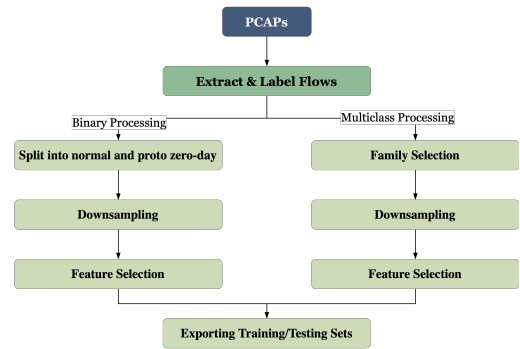 PCAPs
Extract & Label Flows
Binary Processing
Multiclass Processing
Split into normal and proto zero-day
Family Selection
Downsampling
Downsampling
Feature Selection
Feature Selection
Exporting Training/Testing Sets